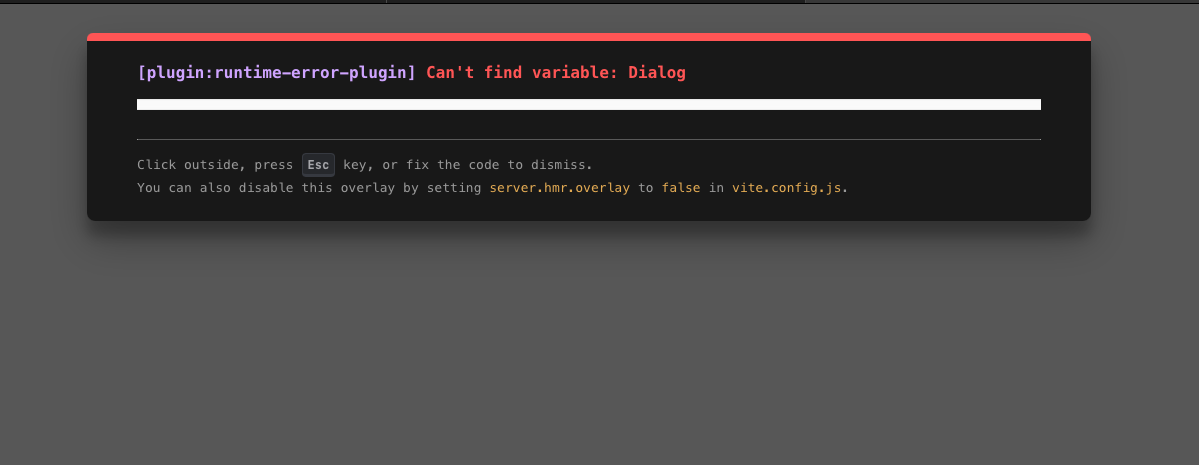 [plugin:runtime-error-plugin] Can't find variable: Dialog
Click outside, press Esc key, or fix the code to dismiss.
You can also disable this overlay by setting server.hmr.overlay to false in vite.config.js.